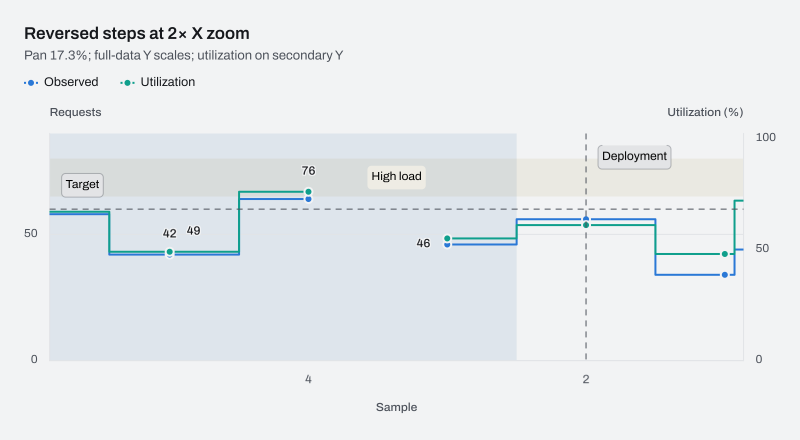 Reversed steps at 2× X zoom
Pan 17.3%; full-data Y scales; utilization on secondary Y
Observed Utilization
Requests Utilization (%)
100
Deployment
76
High load
Target
42 49
50
46
50
0
0
4 2
Sample